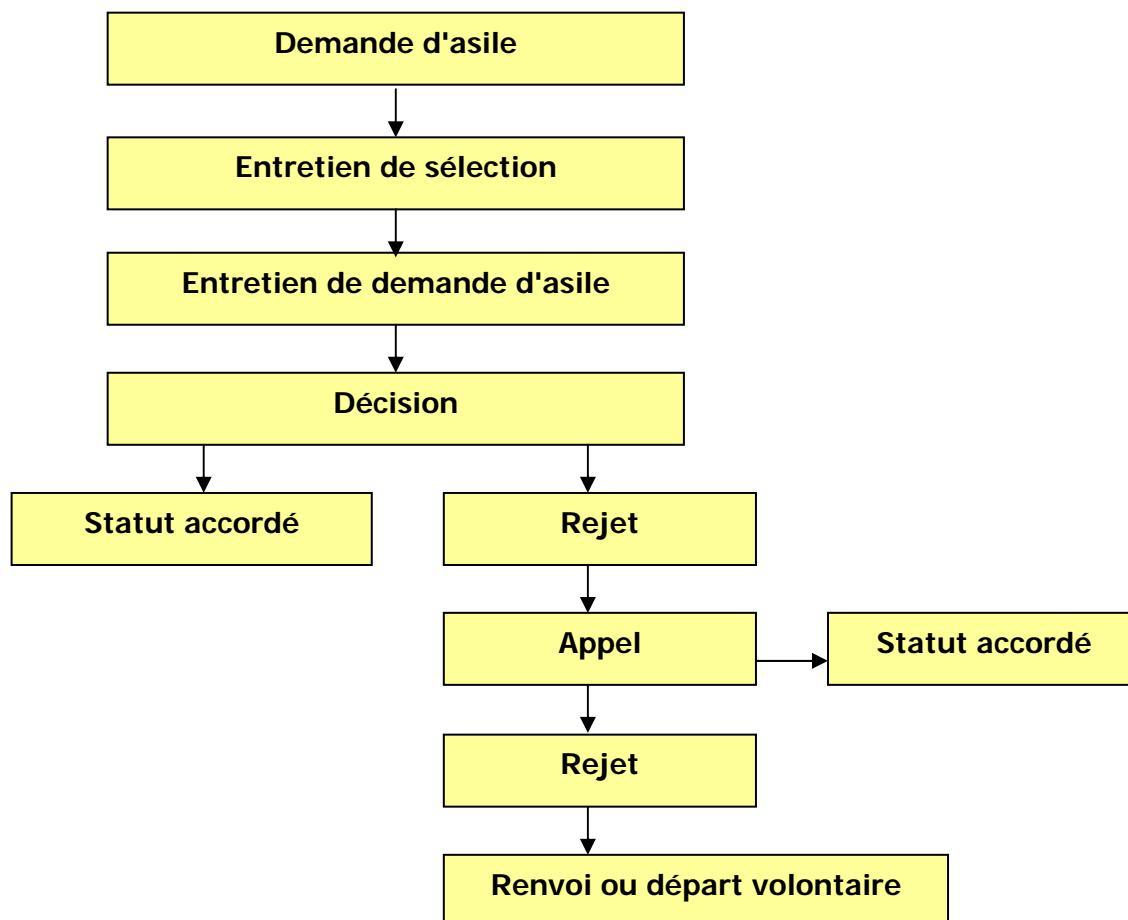 Demande d'asile
Entretien de sélection
Entretien de demande d'asile
Décision
Statut accordé
Rejet
Appel
Statut accordé
Rejet
Renvoi ou départ volontaire